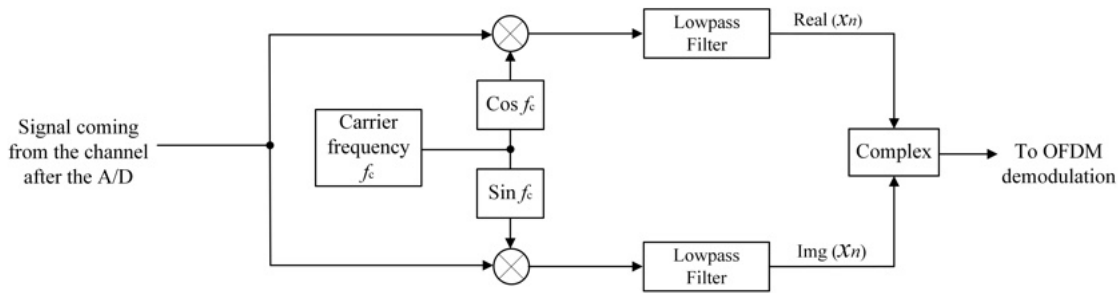 Signal coming
from the channel
after the A/D
Carrier
frequency
fc
Cos fc
Sin fc
Lowpass
Filter
Real (xn)
Lowpass
Filter
Img (xn)
Complex
To OFDM
demodulation